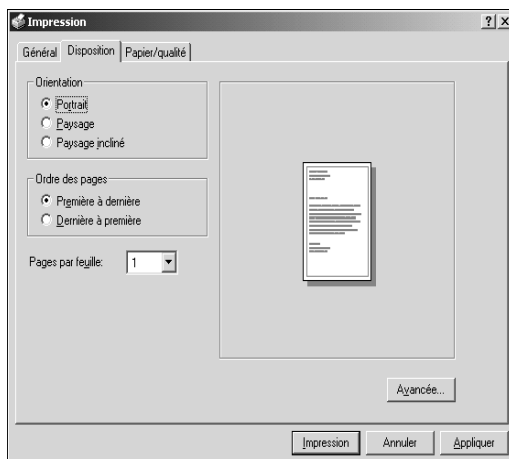 Impression
Général Disposition Papier/qualité
Orientation
Portrait
Paysage
Paysage incliné
Ordre des pages
Première à dernière
Dernière à première
Pages par feuille: 1
Avancée...
Impression Annuler Appliquer